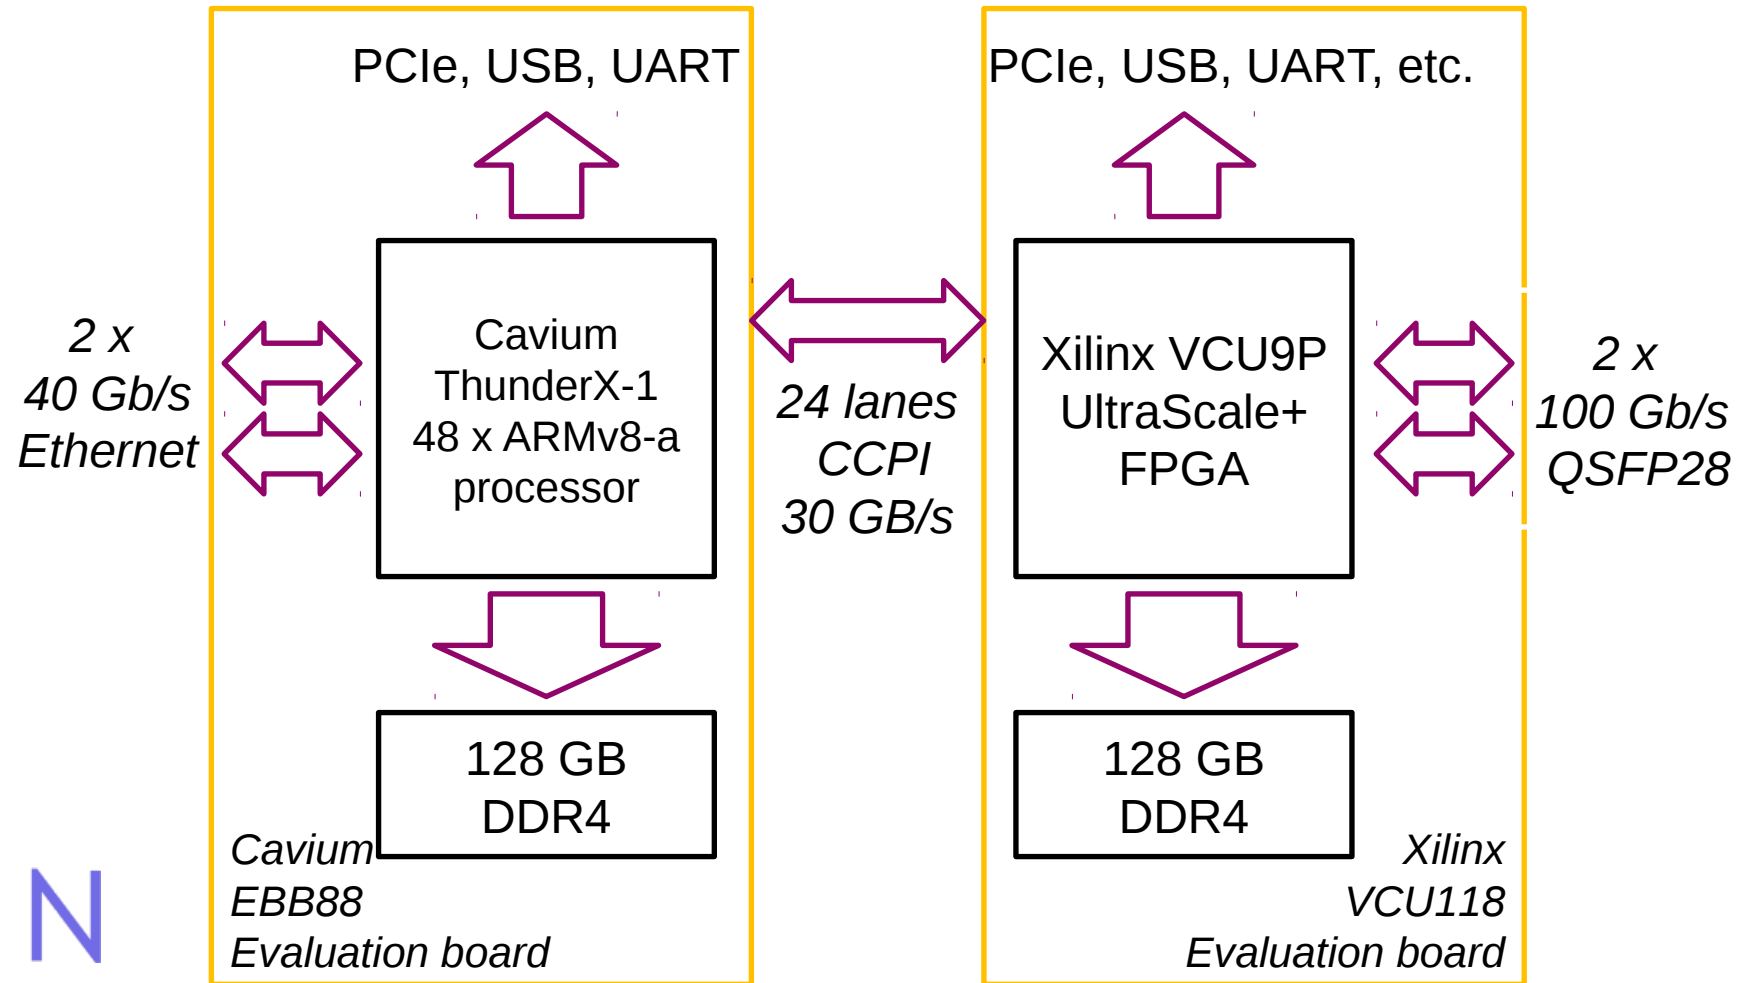 PCIe, USB, UART
PCIe, USB, UART, etc.
2 x
40 Gb/s
Ethernet
Cavium
ThunderX-1
48 x ARMv8-a
processor
24 lanes
CCPI
30 GB/s
Xilinx VCU9P
UltraScale+
FPGA
2 x
100 Gb/s
QSFP28
128 GB
DDR4
128 GB
DDR4
Cavium
EBB88
Evaluation board
Xilinx
VCU118
Evaluation board
N